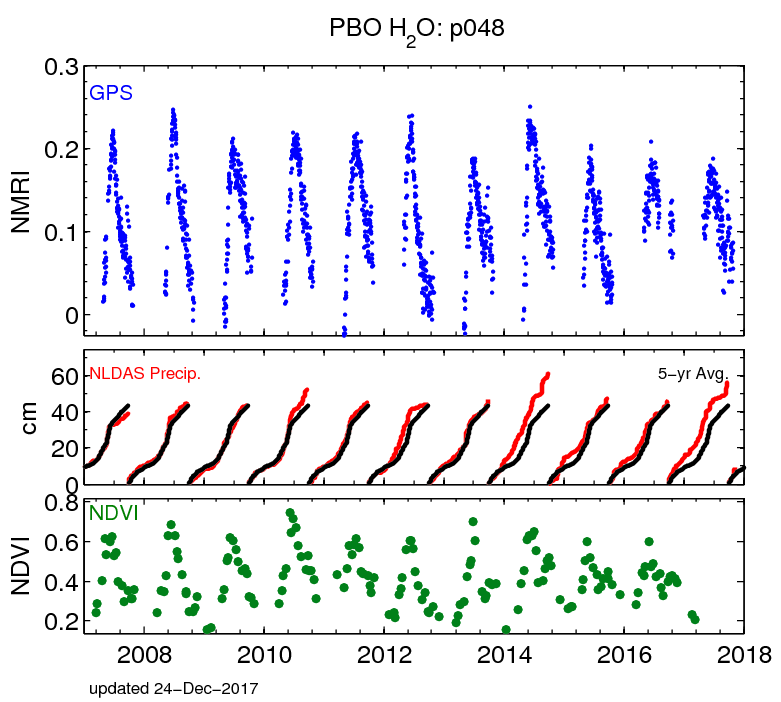 PBO H2O: p048
0.3
GPS
0.2
NMRI
0.1
0
NLDAS Precip.
5-yr Avg.
60
cm
40
20
0
0.8
NDVI
0.6
NDVI
0.4
0.2
2008 2010 2012 2014 2016 2018
updated 24-Dec-2017